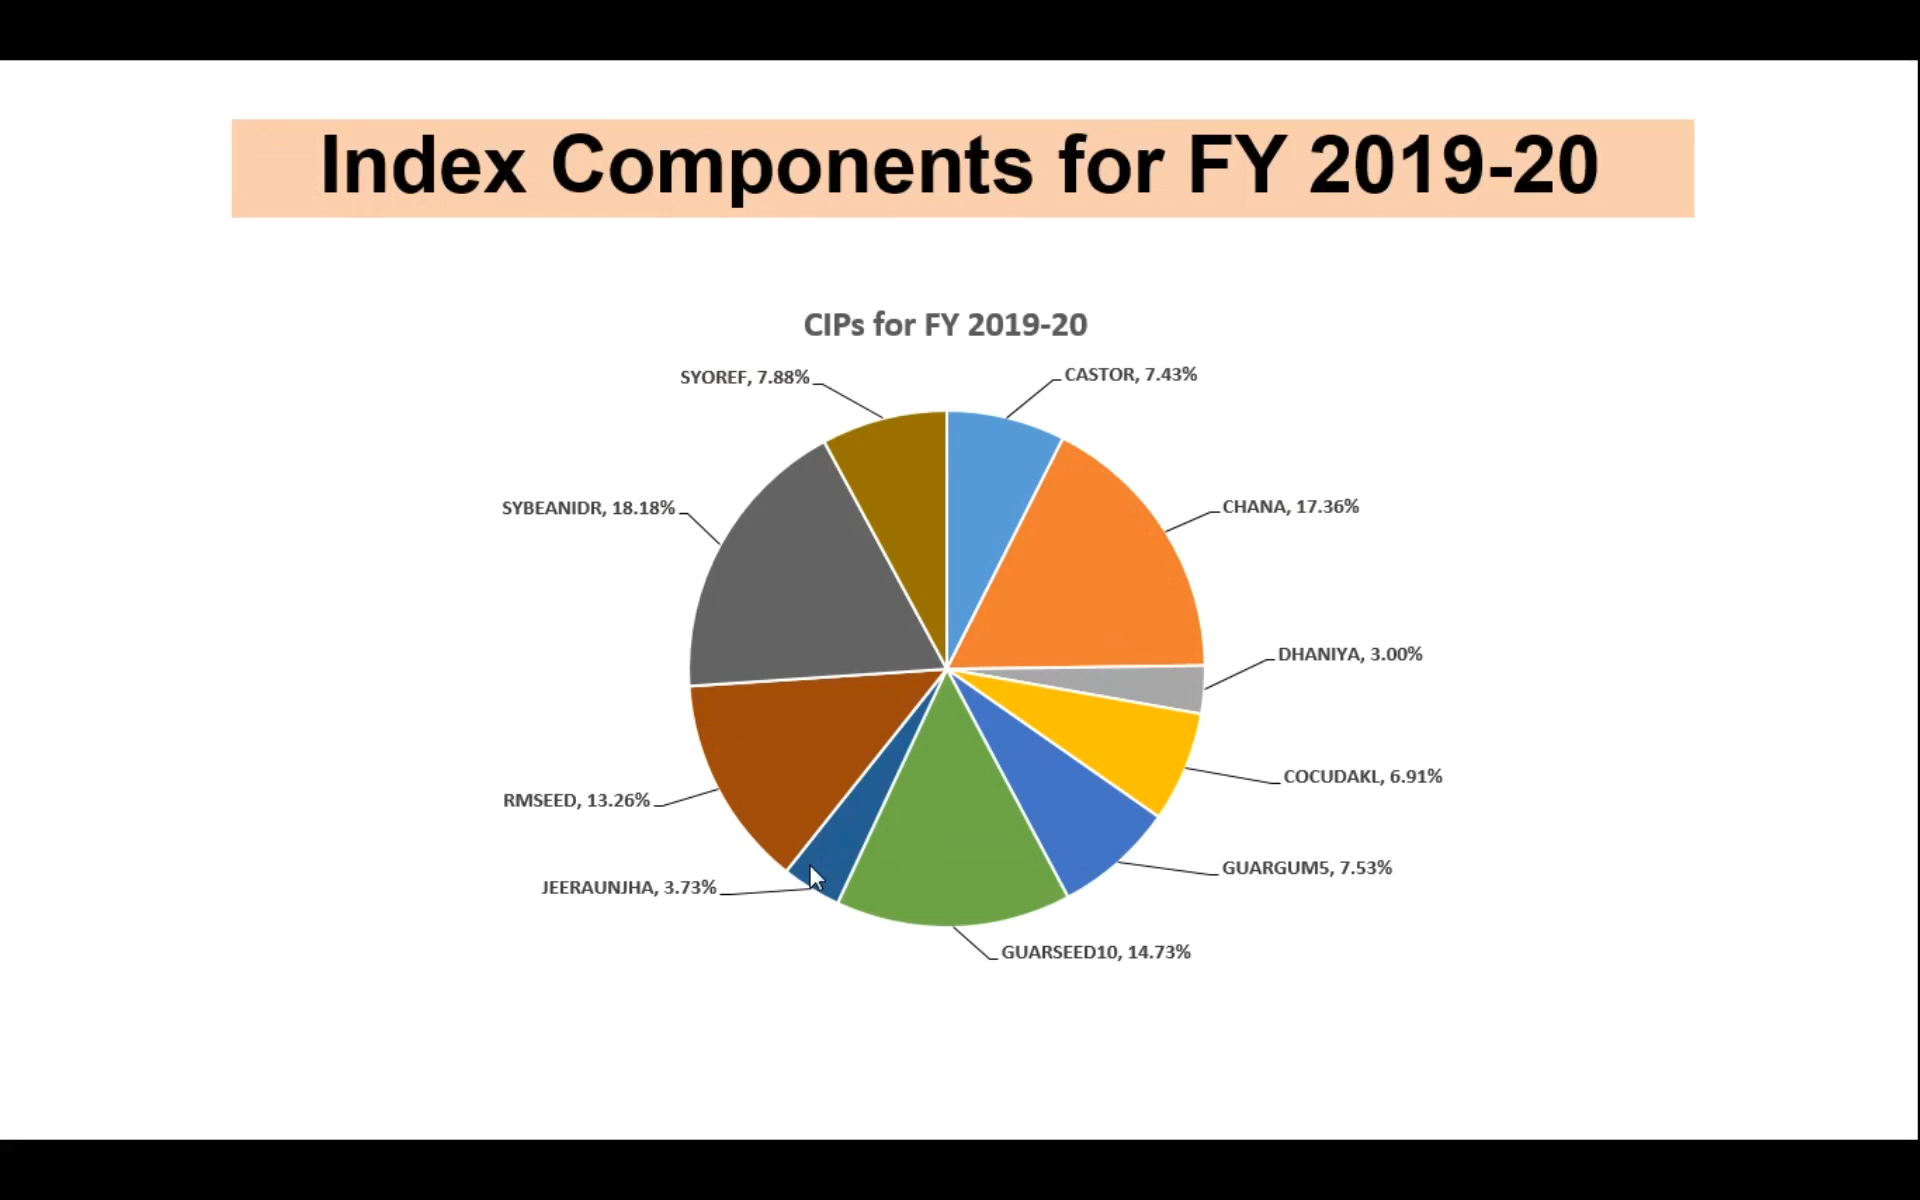 Index Components for FY 2019-20
CIPs for FY 2019-20
SYOREF, 7.88%
CASTOR, 7.43%
SYBEANIDR, 18.18%
CHANA, 17.36%
DHANIYA, 3.00%
COCUDAKL, 6.91%
RMSEED, 13.26%
GUARGUM5, 7.53%
JEERAUNJHA, 3.73%
GUARSEED10, 14.73%